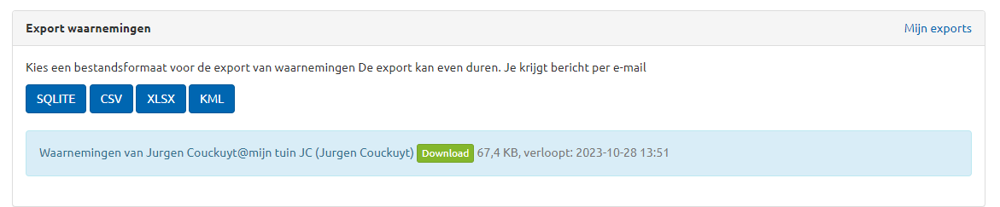 Export waarnemingen Mijn exports
Kies een bestandsformaat voor de export van waarnemingen De export kan even duren. Je krijgt bericht per e-mail
SQLITE CSV XLSX KML
Waarnemingen van Jurgen Couckuyt@mijn tuin JC (Jurgen Couckuyt) Download 67,4 KB, verloopt: 2023-10-28 13:51